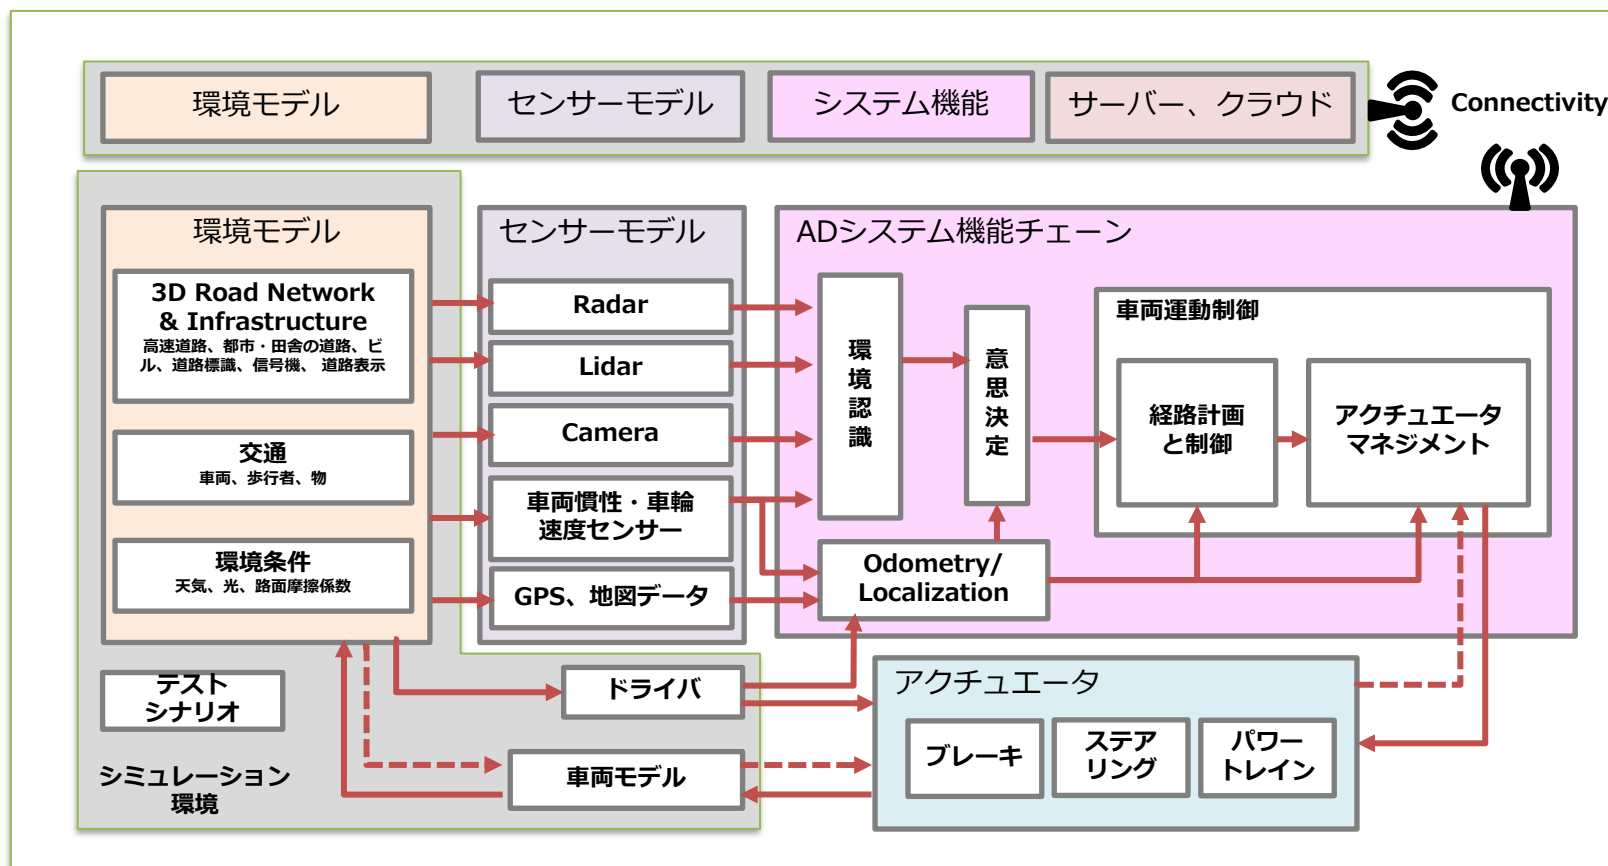 環境モデル
センサーモデル
システム機能
サーバー、クラウド
Connectivity
環境モデル
3D Road Network
& Infrastructure
高速道路、都市・田舎の道路、ビ
ル、道路標識、信号機、 道路表示
交通
車両、歩行者、物
環境条件
天気、光、路面摩擦係数
センサーモデル
Radar
Lidar
Camera
車両慣性・車輪
速度センサー
GPS、地図データ
ADシステム機能チェーン
環境認識
意思決定
車両運動制御
経路計画
と制御
アクチュエータ
マネジメント
Odometry/
Localization
テスト
シナリオ
シミュレーション
環境
ドライバ
車両モデル
アクチュエータ
ブレーキ
ステア
リング
パワー
トレイン